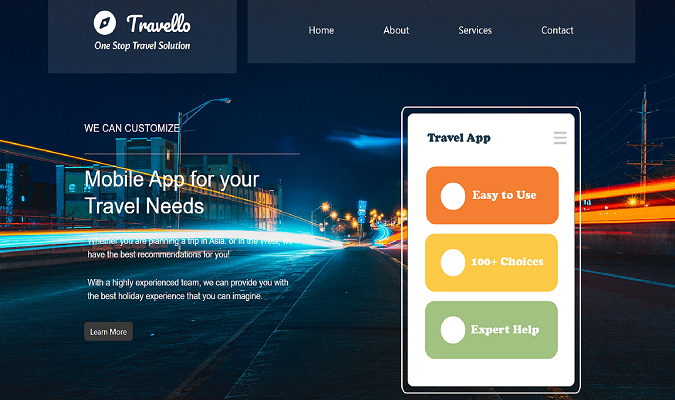 Travello
One Stop Travel Solution
Home
About
Services
Contact
WE CAN CUSTOMIZE
Mobile App for your
Travel Needs
Whether you are planning a trip in Asia. or in the West, we
have the best recommendations for you!
With a highly experienced team, we can provide you with
the best holiday experience that you can imagine.
Learn More
Travel App
Easy to Use
100+ Choices
Expert Help